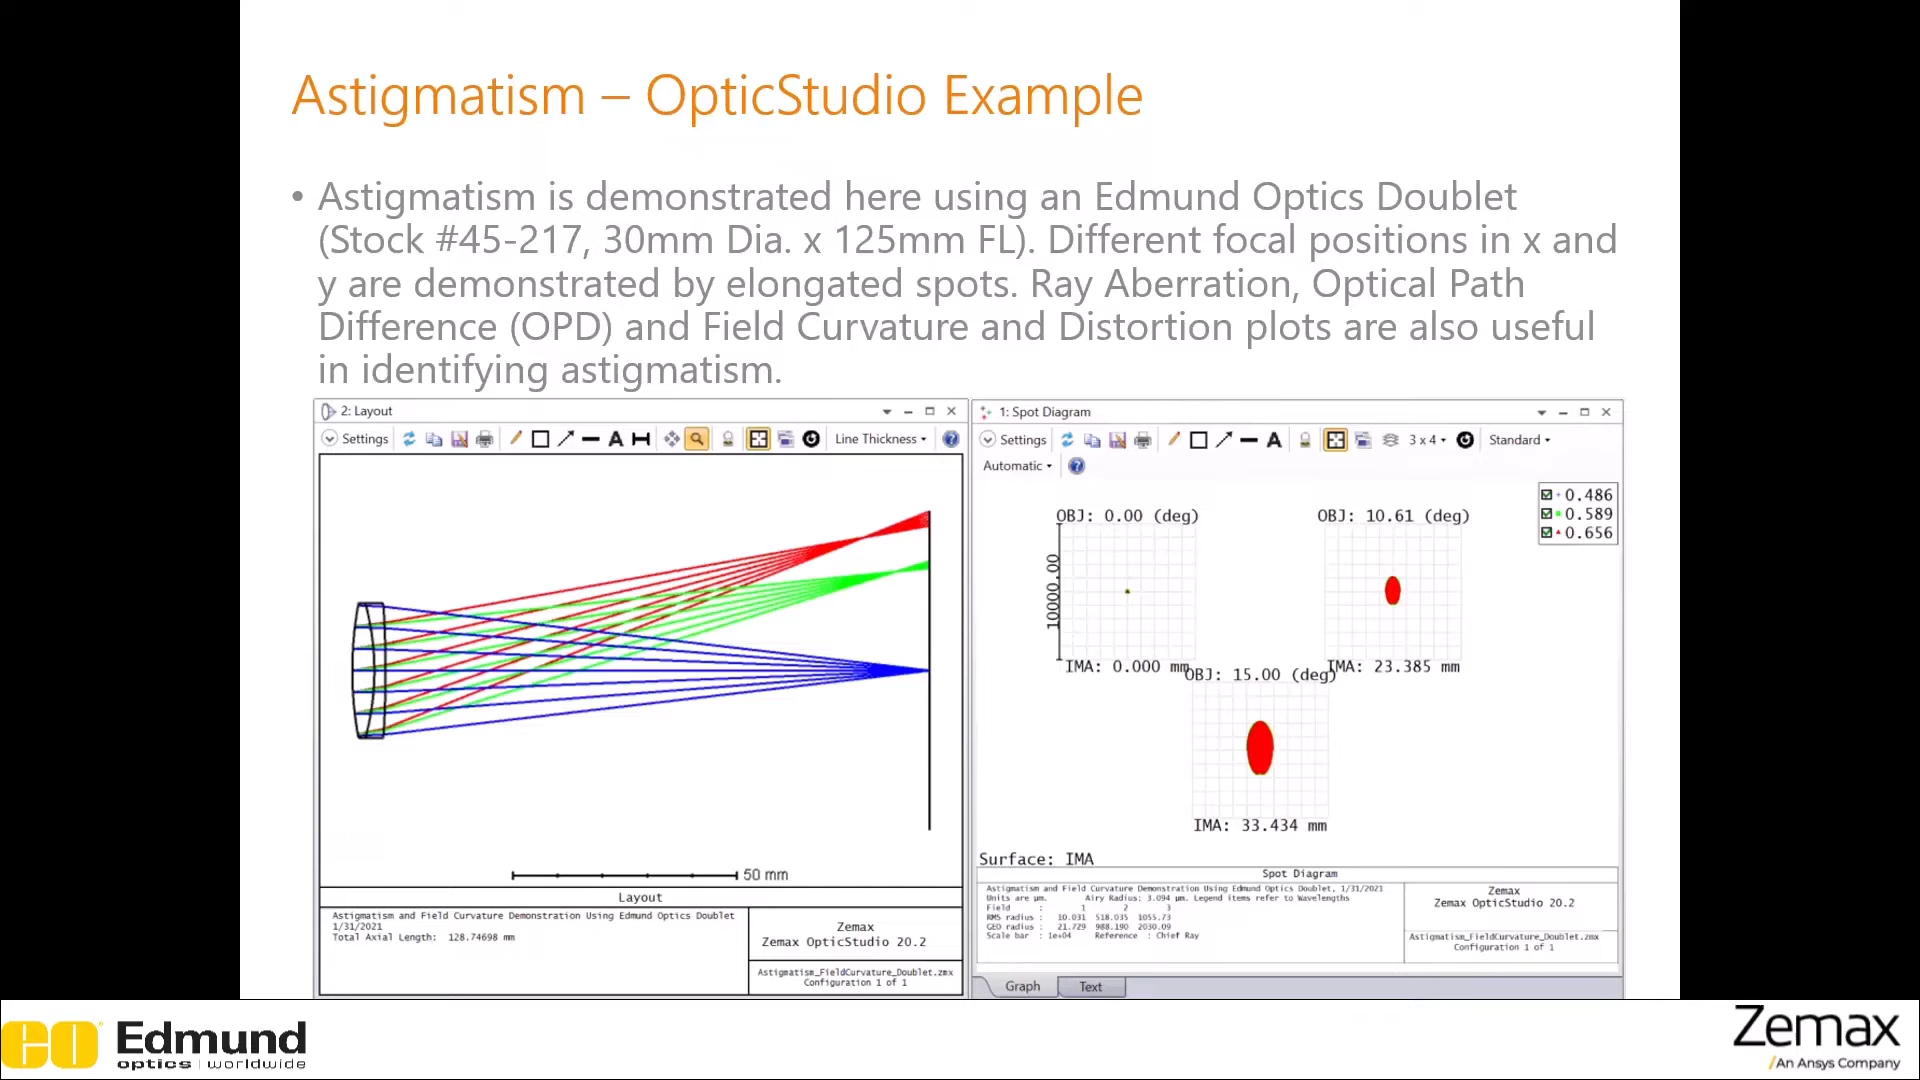 Astigmatism – OpticStudio Example
• Astigmatism is demonstrated here using an Edmund Optics Doublet
(Stock #45-217, 30mm Dia. x 125mm FL). Different focal positions in x and
y are demonstrated by elongated spots. Ray Aberration, Optical Path
Difference (OPD) and Field Curvature and Distortion plots are also useful
in identifying astigmatism.
2: Layout
Settings
Line Thickness
50 mm
Layout
Astigmatism and Field Curvature Demonstration Using Edmund Optics Doublet
1/31/2021
Total Axial Length: 128.74698 mm
Zemax
Zemax OpticStudio 20.2
Astigmatism_FieldCurvature_Doublet.zmx
Configuration 1 of 1
1: Spot Diagram
Settings
A
3 x 4
Standard
Automatic
0.486
0.589
0.656
OBJ: 0.00 (deg)
OBJ: 10.61 (deg)
10000.00
IMA: 0.000 mm
IMA: 23.385 mm
OBJ: 15.00 (deg)
IMA: 33.434 mm
Surface: IMA
Spot Diagram
Astigmatism and Field Curvature Demonstration Using Edmund Optics Doublet, 1/31/2021
Units are µm. Airy Radius: 3.094 µm. Legend items refer to Wavelengths
Field : 1 2 3
RMS radius : 10.031 518.035 1055.73
GEO radius : 21.729 988.190 2030.09
Scale bar : 1e+04 Reference : Chief Ray
Zemax
Zemax OpticStudio 20.2
Astigmatism_FieldCurvature_Doublet.zmx
Configuration 1 of 1
Graph
Text
EO Edmund
optics | worldwide
Zemax
An Ansys Company